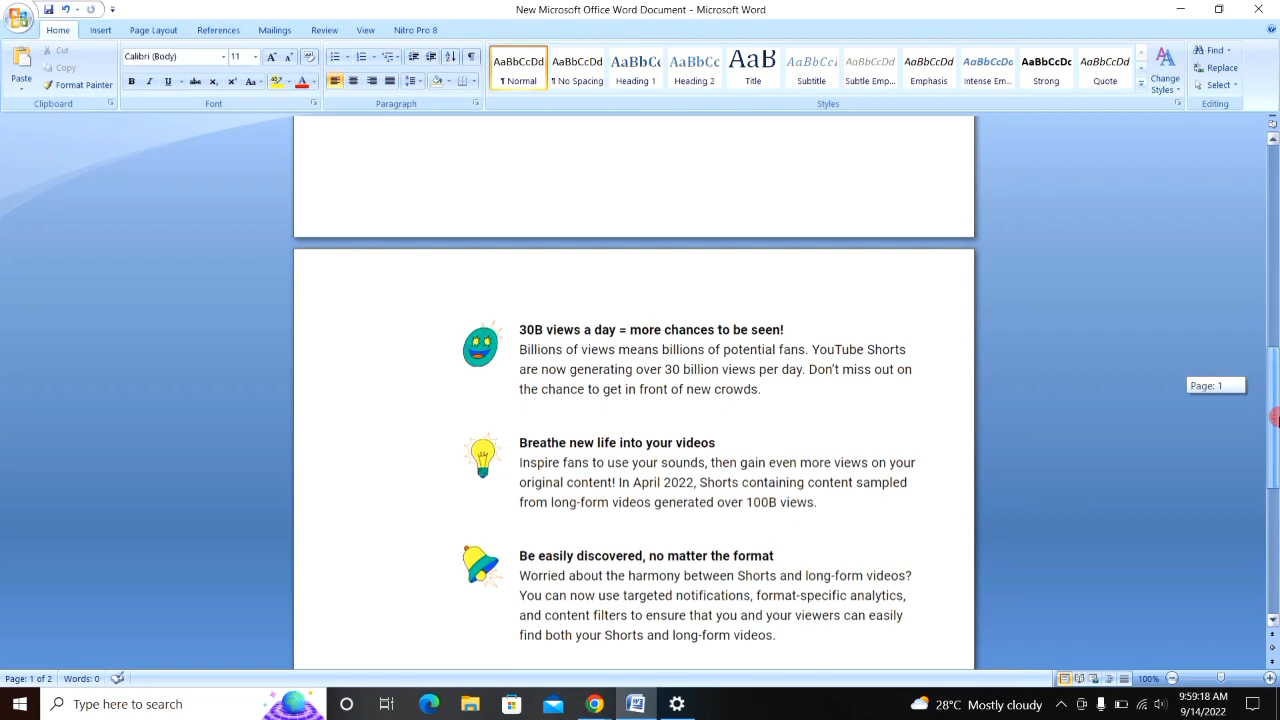 New Microsoft Office Word Document - Microsoft Word
Home Insert Page Layout References Mailings Review View Nitro Pro 8
Paste
Cut
Copy
Format Painter
Clipboard
Calibri (Body) 11
Font
Paragraph
AaBbCcDd AaBbCcDd AaBbCc AaBbCc AaB AaBbCc AaBbCcDd AaBbCcDd AaBbCcDd AaBbCcDc AaBbCcDd
¶ Normal ¶ No Spacing Heading 1 Heading 2 Title Subtitle Subtle Emp... Emphasis Intense Em... Strong Quote
Styles
Change
Styles
Find
Replace
Select
Editing
30B views a day = more chances to be seen!
Billions of views means billions of potential fans. YouTube Shorts
are now generating over 30 billion views per day. Don't miss out on
the chance to get in front of new crowds.
Page: 1
Breathe new life into your videos
Inspire fans to use your sounds, then gain even more views on your
original content! In April 2022, Shorts containing content sampled
from long-form videos generated over 100B views.
Be easily discovered, no matter the format
Worried about the harmony between Shorts and long-form videos?
You can now use targeted notifications, format-specific analytics,
and content filters to ensure that you and your viewers can easily
find both your Shorts and long-form videos.
Page: 1 of 2 Words: 0 100%
Type here to search
28°C Mostly cloudy
9:59:18 AM
9/14/2022